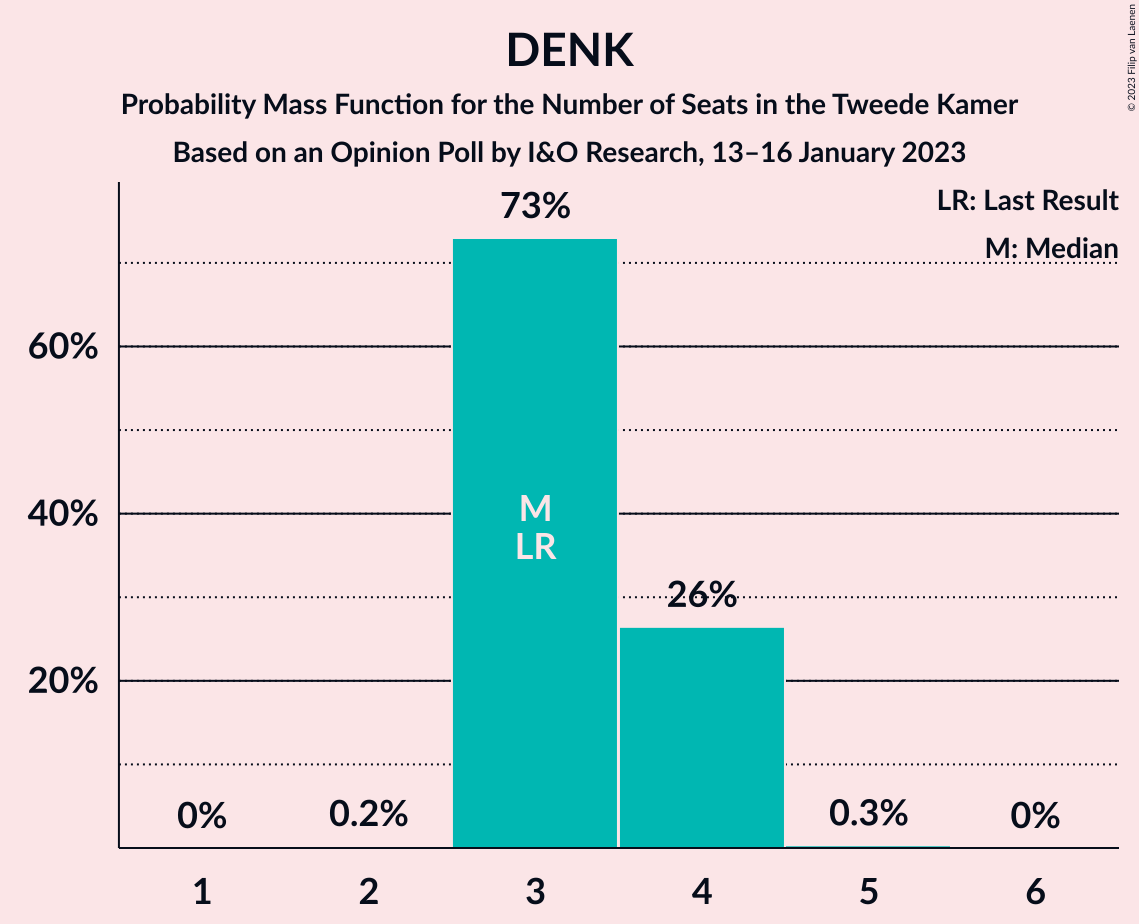 DENK
Probability Mass Function for the Number of Seats in the Tweede Kamer
Based on an Opinion Poll by I&O Research, 13–16 January 2023
© 2023 Filip van Laenen
LR: Last Result
M: Median
73%
60%
M
40%
LR
26%
20%
0%
0.2%
0.3%
0%
1
2
3
4
5
6